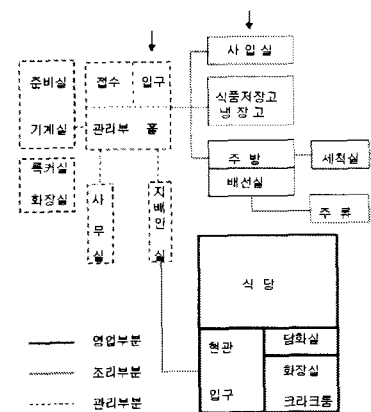 사 입 실
준비실
접수
입구
식품저장고
냉 장 고
기계실
관리부
홀
주 방
세척실
배선실
록커실
화장실
사무실
지배인실
주 류
식 당
현관
담화실
화장실
입구
크라크룸
영업부분
조리부분
관리부분